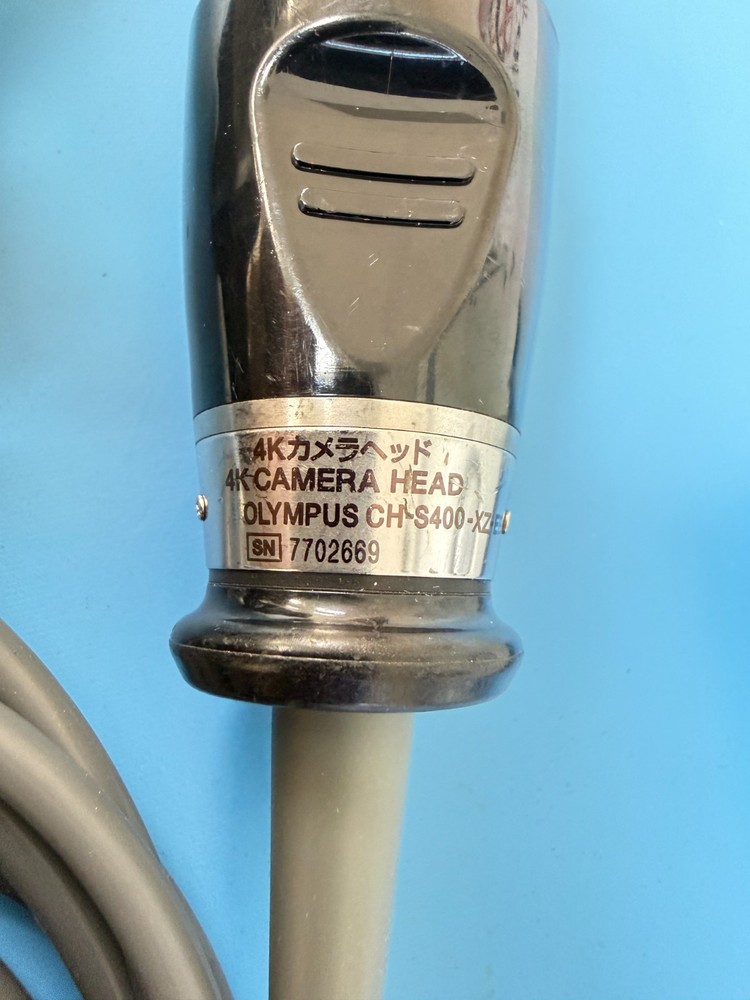 4Kカメラヘッド
4K CAMERA HEAD
OLYMPUS CH-S400-XZ-E
SN 7702669